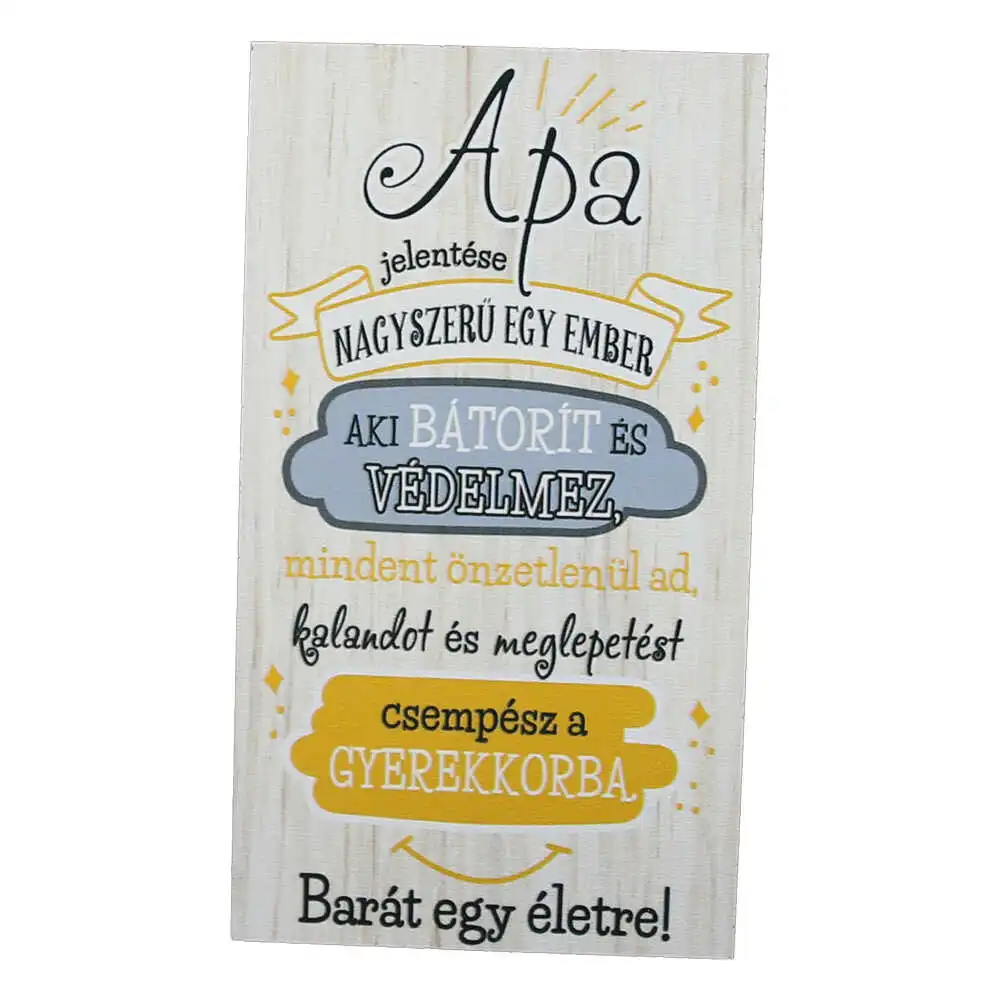 Apa
jelentése
NAGYSZERŰ EGY EMBER
AKI BÁTORÍT ÉS
VÉDELMEZ,
mindent önzetlenül ad,
kalandot és meglepetést
csempész a
GYEREKKORBA.
Barát egy életre!